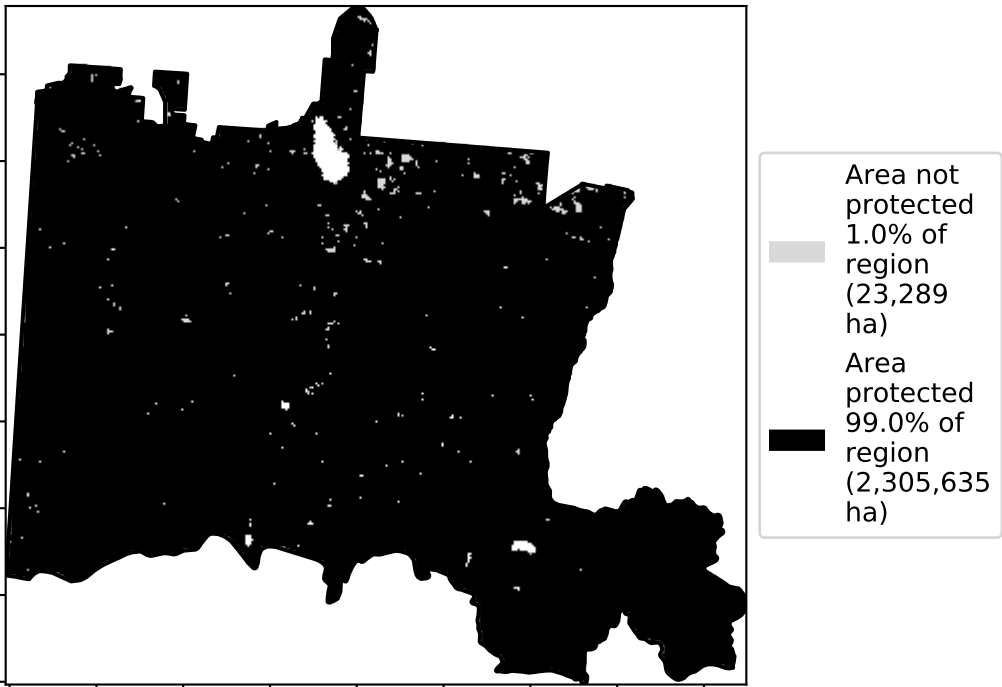 Area not
protected
1.0% of
region
(23,289
ha)
Area
protected
99.0% of
region
(2,305,635
ha)